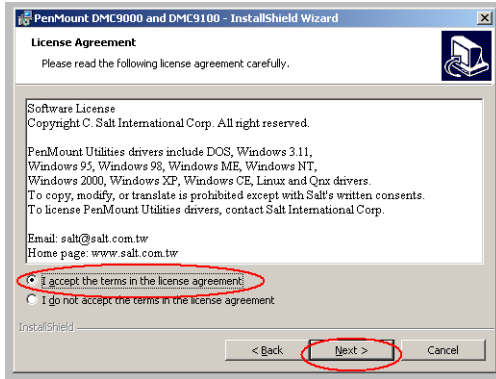 PenMount DMC9000 and DMC9100 - InstallShield Wizard
License Agreement
Please read the following license agreement carefully.
Software License
Copyright C. Salt International Corp. All right reserved.
PenMount Utilities drivers include DOS, Windows 3.11,
Windows 95, Windows 98, Windows ME, Windows NT,
Windows 2000, Windows XP, Windows CE, Linux and Qnx drivers.
To copy, modify, or translate is prohibited except with Salt's written consents.
To license PenMount Utilities drivers, contact Salt International Corp.
Email: salt@salt.com.tw
Home page: www.salt.com.tw
I accept the terms in the license agreement
I do not accept the terms in the license agreement
InstallShield
< Back Next > Cancel